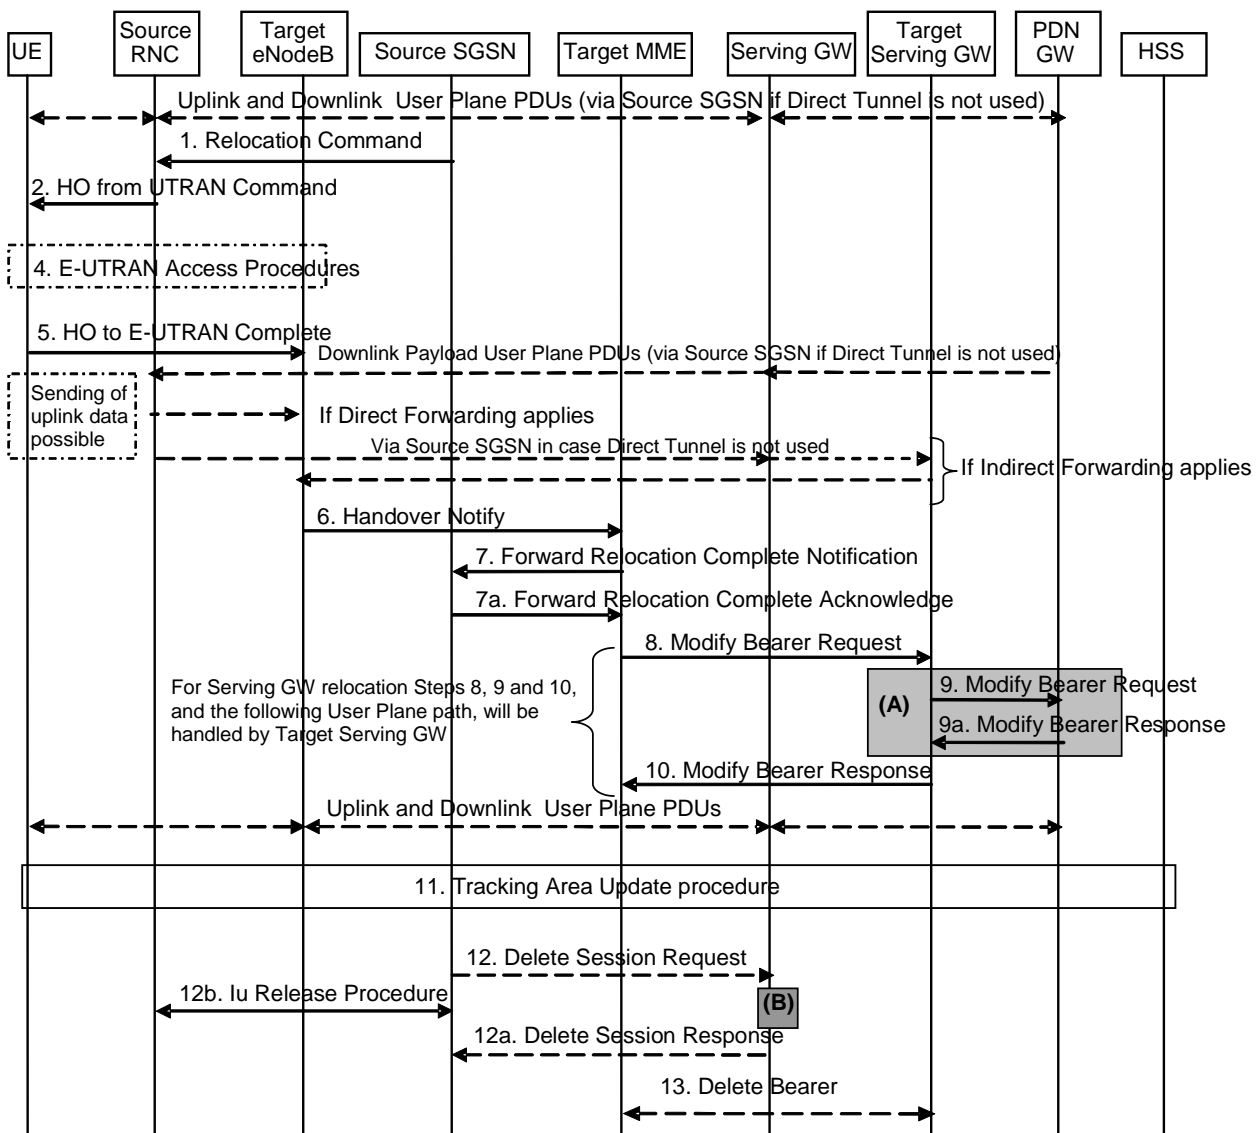 UE
Source
RNC
Target
eNodeB
Source SGSN
Target MME
Serving GW
Target
Serving GW
PDN
GW
HSS
Uplink and Downlink User Plane PDUs (via Source SGSN if Direct Tunnel is not used)
1. Relocation Command
2. HO from UTRAN Command
4. E-UTRAN Access Procedures
5. HO to E-UTRAN Complete
Downlink Payload User Plane PDUs (via Source SGSN if Direct Tunnel is not used)
Sending of
uplink data
possible
If Direct Forwarding applies
Via Source SGSN in case Direct Tunnel is not used
If Indirect Forwarding applies
6. Handover Notify
7. Forward Relocation Complete Notification
7a. Forward Relocation Complete Acknowledge
8. Modify Bearer Request
For Serving GW relocation Steps 8, 9 and 10,
and the following User Plane path, will be
handled by Target Serving GW
(A)
9. Modify Bearer Request
9a. Modify Bearer Response
10. Modify Bearer Response
Uplink and Downlink User Plane PDUs
11. Tracking Area Update procedure
12. Delete Session Request
12b. Iu Release Procedure
(B)
12a. Delete Session Response
13. Delete Bearer